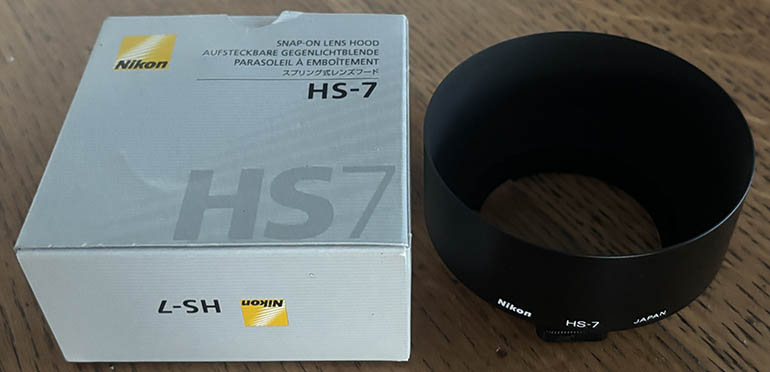 Nikon
SNAP-ON LENS HOOD
AUFSTECKBARE GEGENLICHTBLENDE
PARASOLEIL À EMBOÎTEMENT
スプリング式レンズフード
HS-7
HS7
HS-7 Nikon
Nikon HS-7 JAPAN